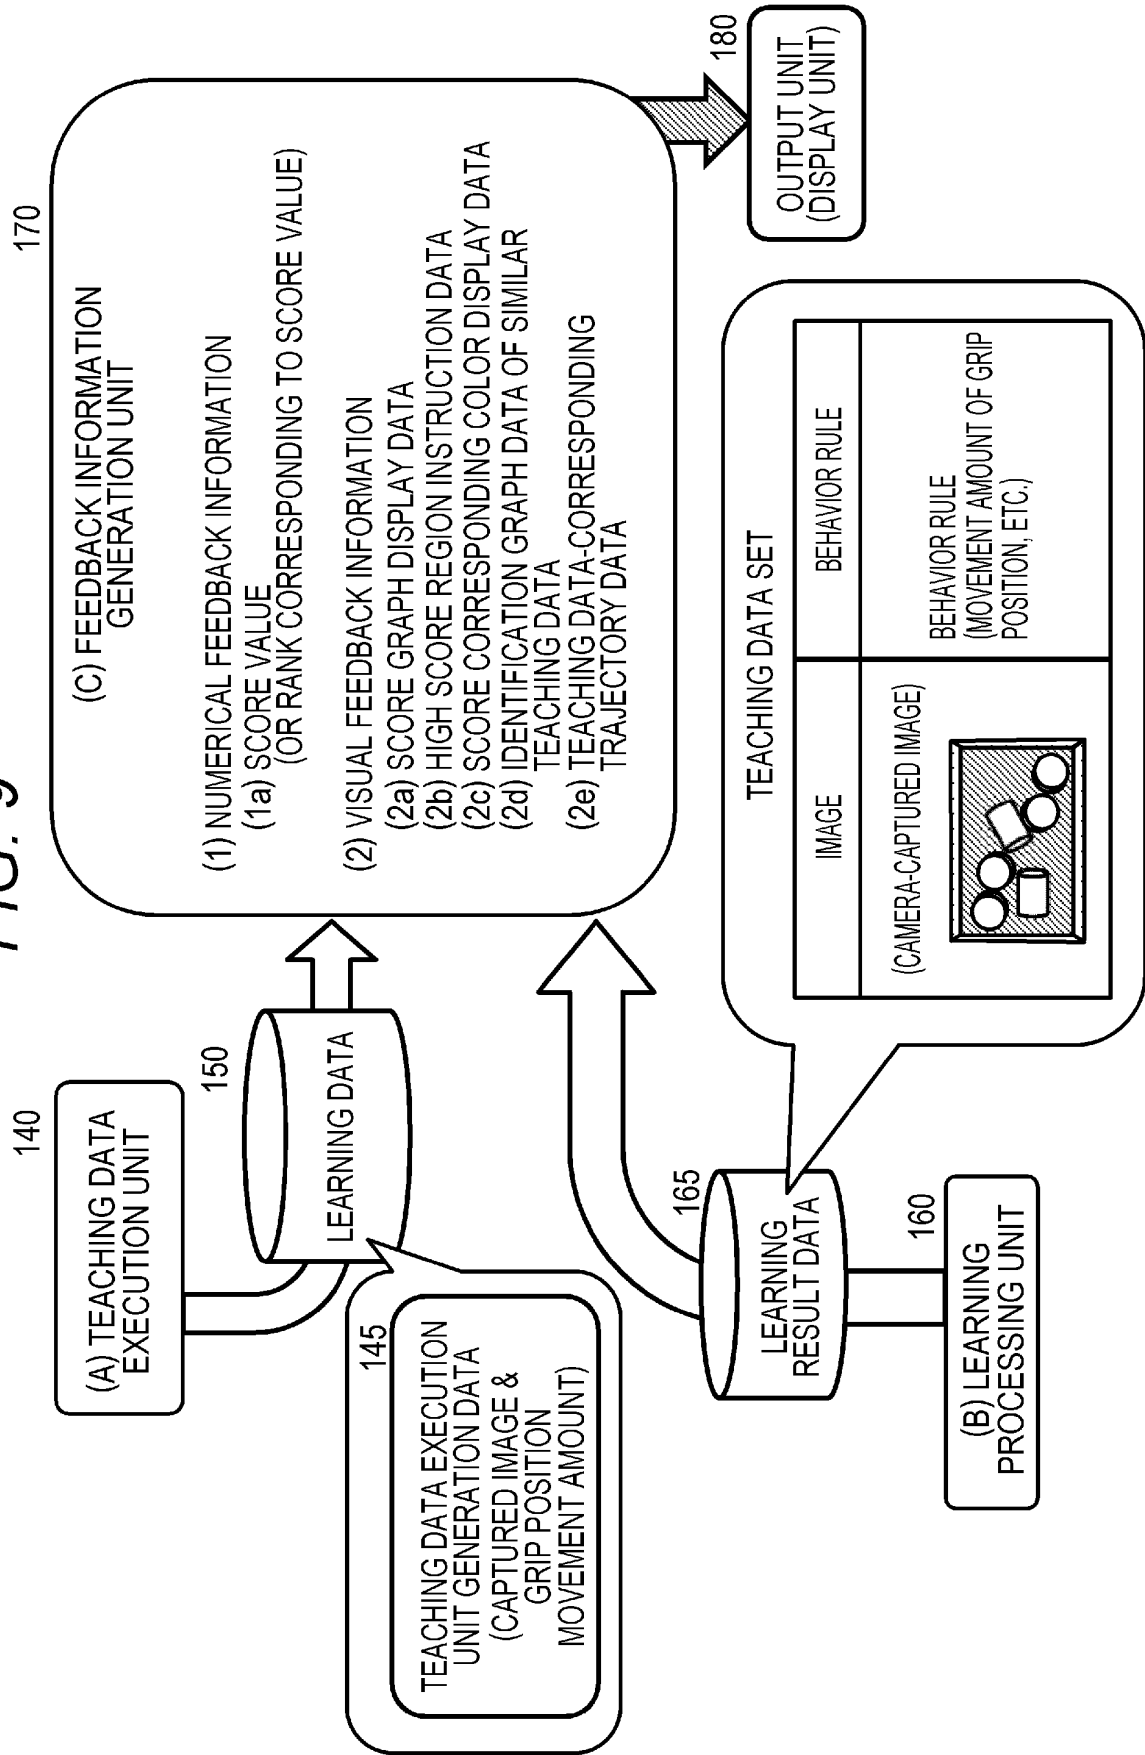 FIG. 9
140
(A) TEACHING DATA
EXECUTION UNIT
150
LEARNING DATA
145
TEACHING DATA EXECUTION
UNIT GENERATION DATA
(CAPTURED IMAGE &
GRIP POSITION
MOVEMENT AMOUNT)
165
LEARNING
RESULT DATA
160
(B) LEARNING
PROCESSING UNIT
170
(C) FEEDBACK INFORMATION
GENERATION UNIT
(1) NUMERICAL FEEDBACK INFORMATION
(1a) SCORE VALUE
(OR RANK CORRESPONDING TO SCORE VALUE)
(2) VISUAL FEEDBACK INFORMATION
(2a) SCORE GRAPH DISPLAY DATA
(2b) HIGH SCORE REGION INSTRUCTION DATA
(2c) SCORE CORRESPONDING COLOR DISPLAY DATA
(2d) IDENTIFICATION GRAPH DATA OF SIMILAR
TEACHING DATA
(2e) TEACHING DATA-CORRESPONDING
TRAJECTORY DATA
180
OUTPUT UNIT
(DISPLAY UNIT)
TEACHING DATA SET
IMAGE
BEHAVIOR RULE
(CAMERA-CAPTURED IMAGE)
BEHAVIOR RULE
(MOVEMENT AMOUNT OF GRIP
POSITION, ETC.)